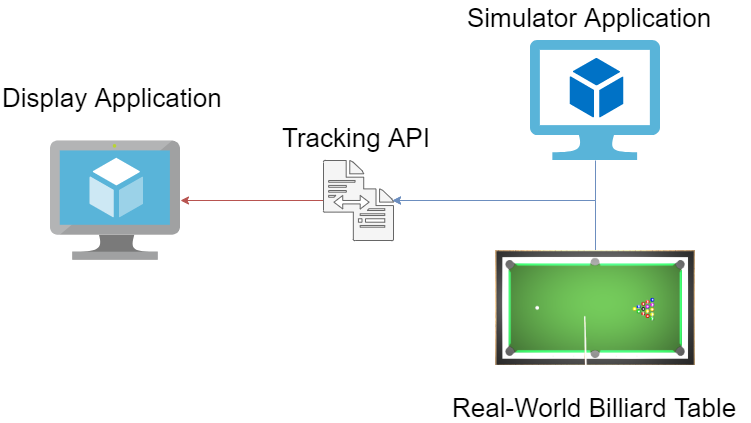 Simulator Application
Display Application
Tracking API
Real-World Billiard Table